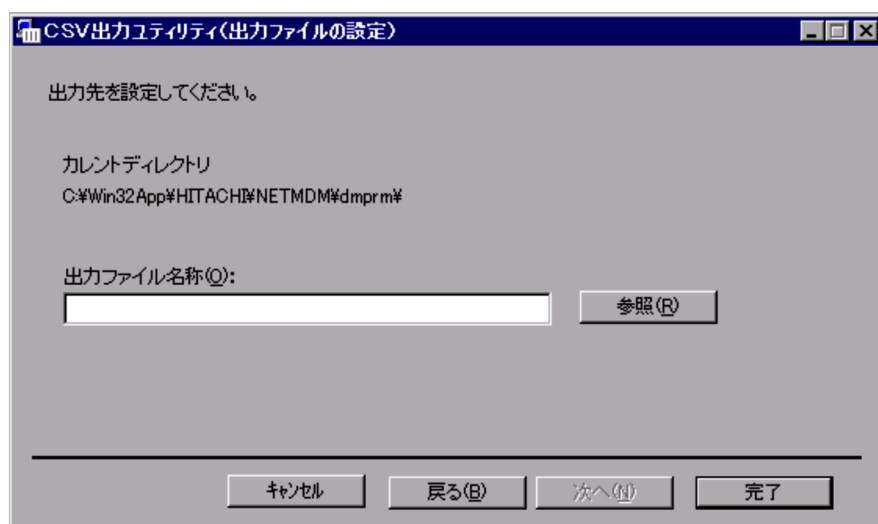 CSV出力ユティリティ(出力ファイルの設定)
出力先を設定してください。
カレントディレクトリ
C:¥Win32App¥HITACHI¥NETMDM¥dmprm¥
出力ファイル名称(O):
参照(R)
キャンセル 戻る(B) 次へ(N) 完了